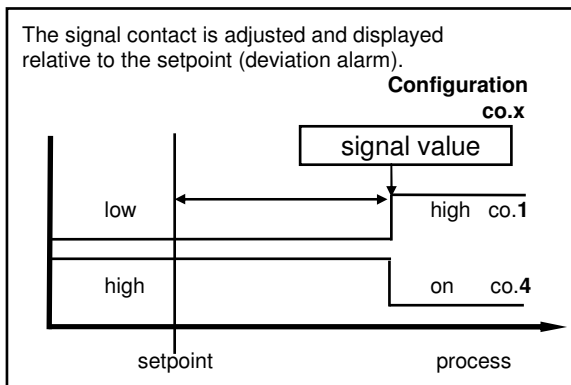 The signal contact is adjusted and displayed
relative to the setpoint (deviation alarm).
Configuration
co.x
signal value
low high co.1
high on co.4
setpoint process